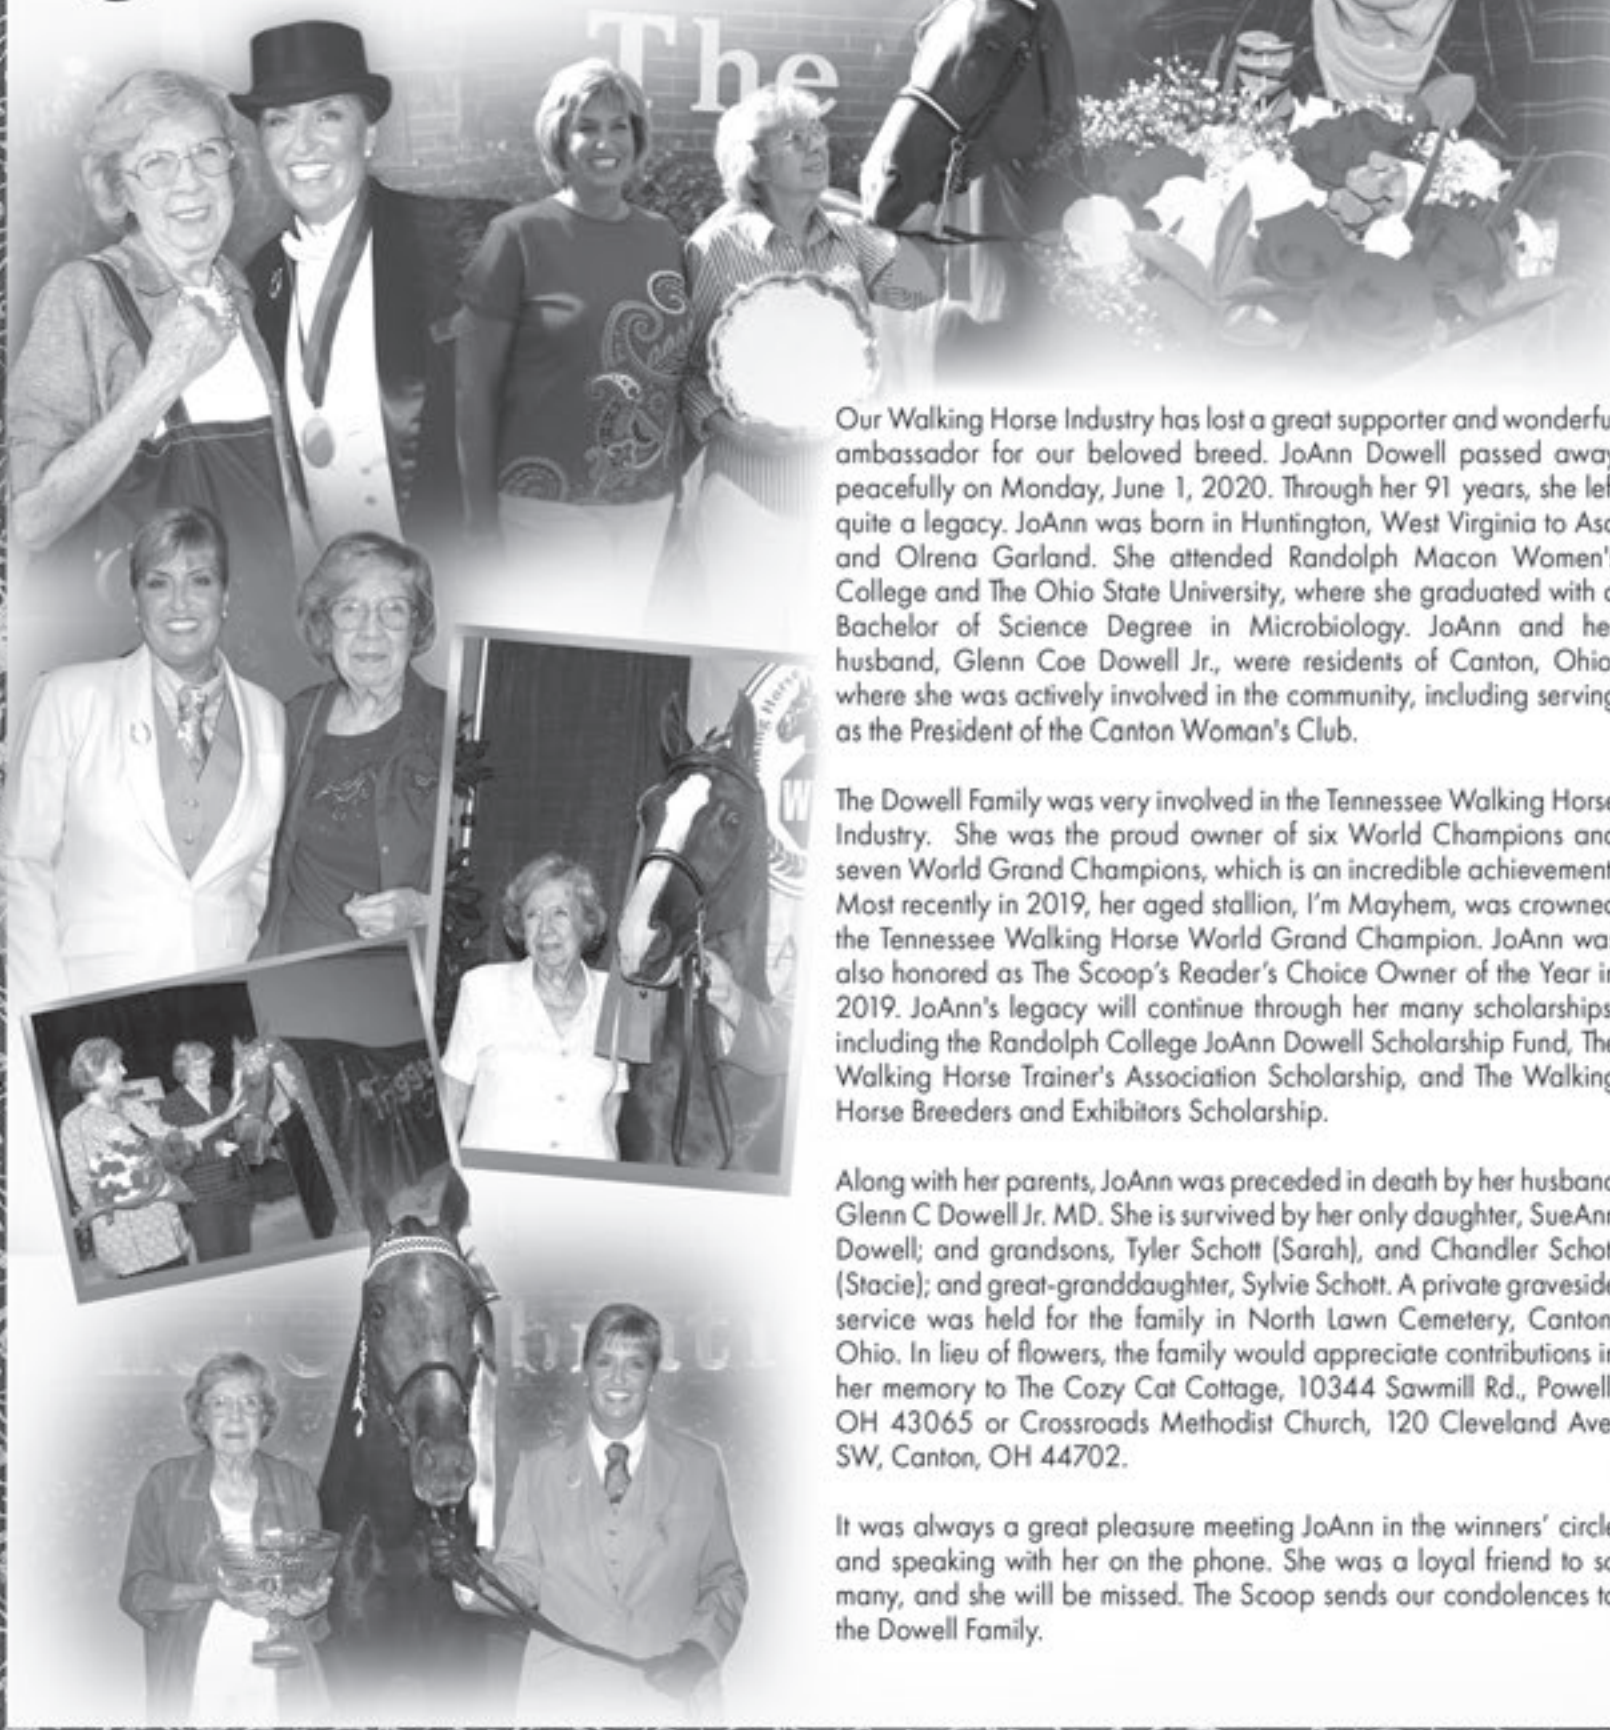 The
Our Walking Horse Industry has lost a great supporter and wonderfu
ambassador for our beloved breed. JoAnn Dowell passed away
peacefully on Monday, June 1, 2020. Through her 91 years, she lef
quite a legacy. JoAnn was born in Huntington, West Virginia to Asa
and Olrena Garland. She attended Randolph Macon Women's
College and The Ohio State University, where she graduated with a
Bachelor of Science Degree in Microbiology. JoAnn and he
husband, Glenn Coe Dowell Jr., were residents of Canton, Ohio
where she was actively involved in the community, including serving
as the President of the Canton Woman's Club.
The Dowell Family was very involved in the Tennessee Walking Horse
Industry. She was the proud owner of six World Champions and
seven World Grand Champions, which is an incredible achievement
Most recently in 2019, her aged stallion, I'm Mayhem, was crowned
the Tennessee Walking Horse World Grand Champion. JoAnn wa
also honored as The Scoop's Reader's Choice Owner of the Year in
2019. JoAnn's legacy will continue through her many scholarships
including the Randolph College JoAnn Dowell Scholarship Fund, The
Walking Horse Trainer's Association Scholarship, and The Walking
Horse Breeders and Exhibitors Scholarship.
Along with her parents, JoAnn was preceded in death by her husband
Glenn C Dowell Jr. MD. She is survived by her only daughter, SueAnn
Dowell; and grandsons, Tyler Schott (Sarah), and Chandler Schot
(Stacie); and great-granddaughter, Sylvie Schott. A private graveside
service was held for the family in North Lawn Cemetery, Canton
Ohio. In lieu of flowers, the family would appreciate contributions in
her memory to The Cozy Cat Cottage, 10344 Sawmill Rd., Powell
OH 43065 or Crossroads Methodist Church, 120 Cleveland Ave
SW, Canton, OH 44702.
It was always a great pleasure meeting JoAnn in the winners' circle
and speaking with her on the phone. She was a loyal friend to so
many, and she will be missed. The Scoop sends our condolences to
the Dowell Family.